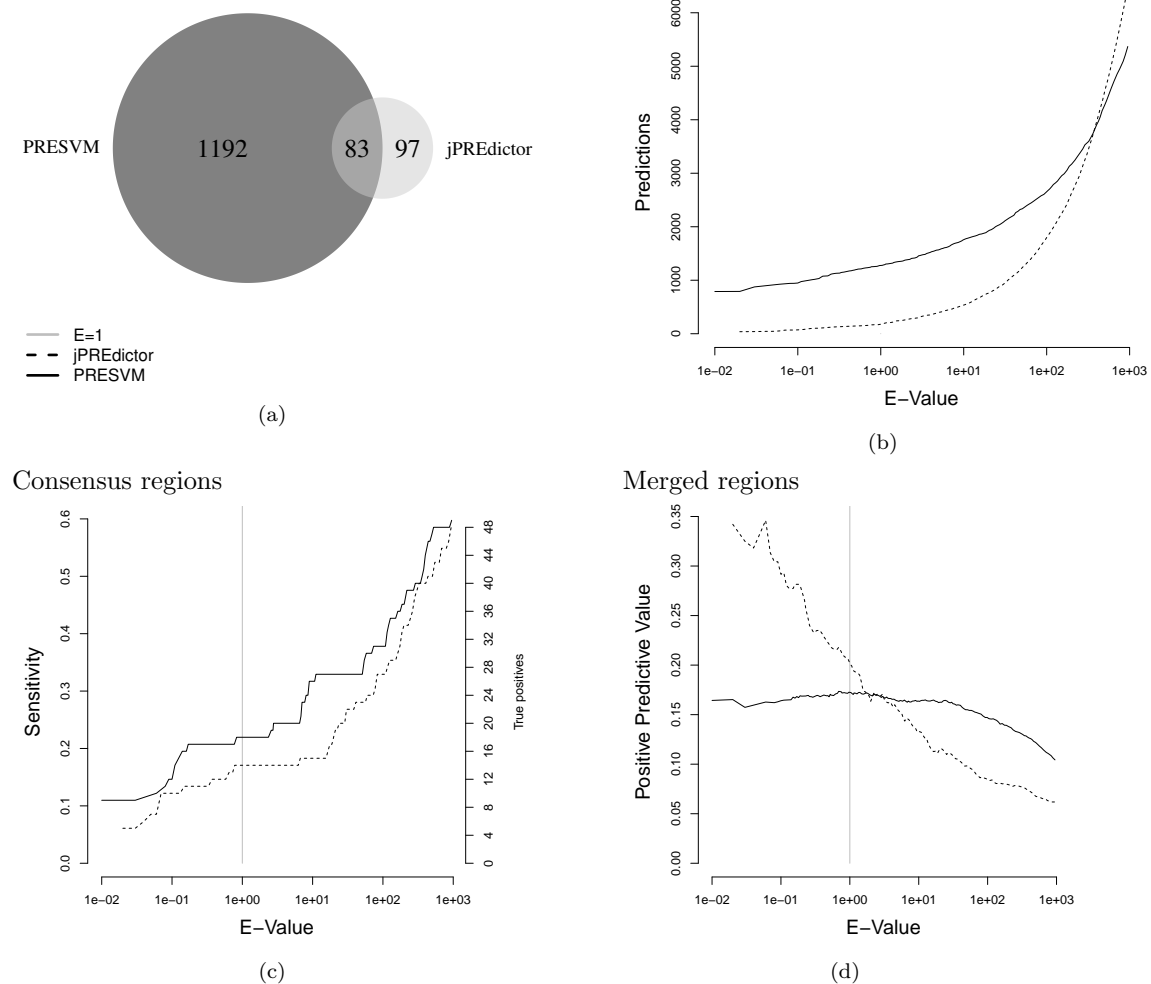 PRESVM
1192
83
97
jPREdictor
E=1
jPREdictor
PRESVM
(a)
Predictions
0
1000
2000
3000
4000
5000
6000
1e−02
1e−01
1e+00
1e+01
1e+02
1e+03
E−Value
(b)
Consensus regions
Sensitivity
0.0
0.1
0.2
0.3
0.4
0.5
0.6
True positives
0
4
8
12
16
20
24
28
32
36
40
44
48
1e−02
1e−01
1e+00
1e+01
1e+02
1e+03
E−Value
(c)
Merged regions
Positive Predictive Value
0.00
0.05
0.10
0.15
0.20
0.25
0.30
0.35
1e−02
1e−01
1e+00
1e+01
1e+02
1e+03
E−Value
(d)